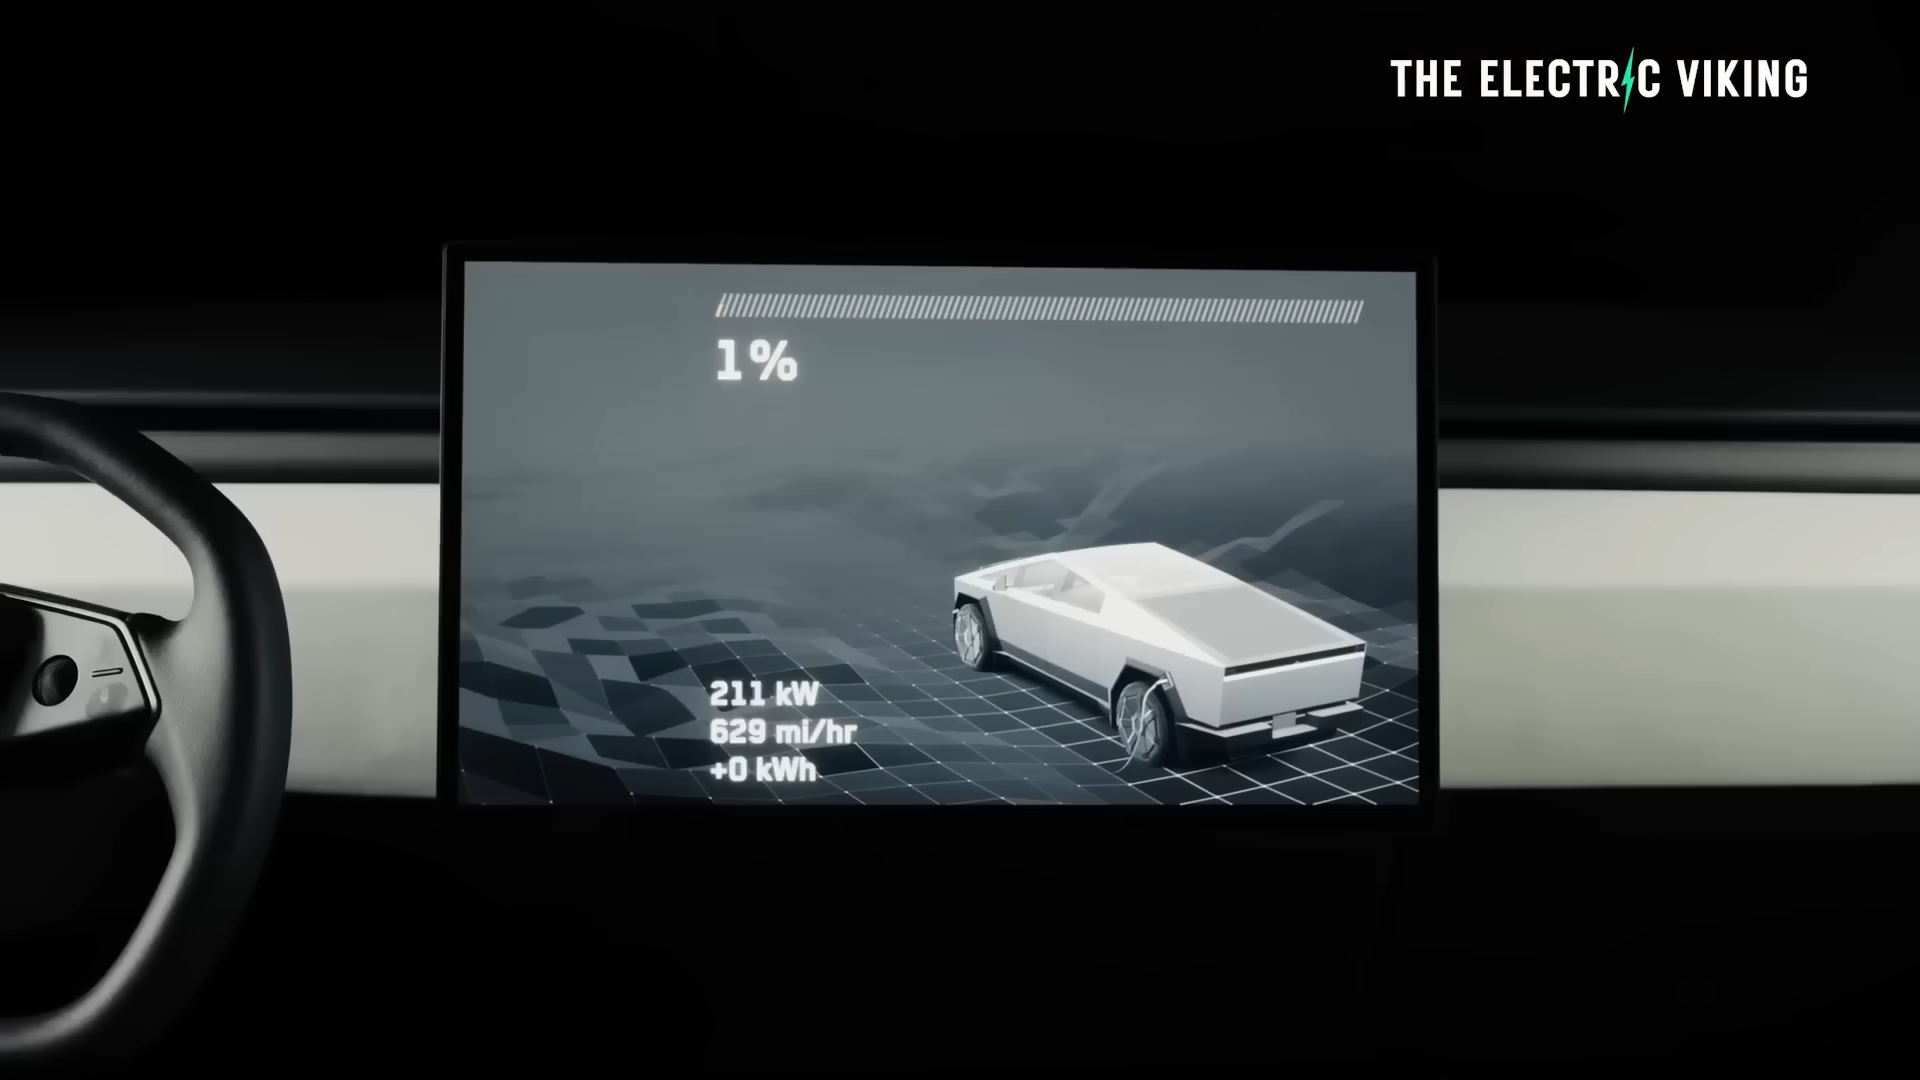 THE ELECTRIC VIKING
1%
211 kW
629 mi/hr
+0 kWh